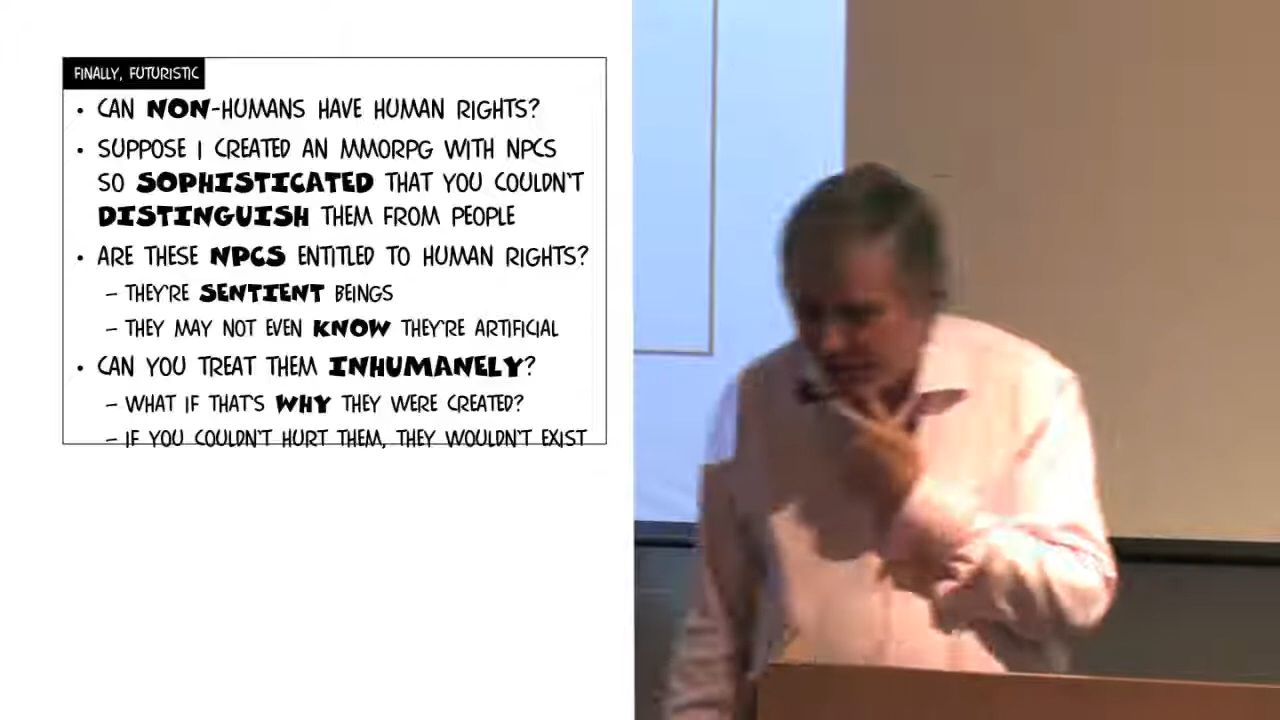 FINALLY, FUTURISTIC
• CAN NON-HUMANS HAVE HUMAN RIGHTS?
• SUPPOSE I CREATED AN MMORPG WITH NPCS
SO SOPHISTICATED THAT YOU COULDN'T
DISTINGUISH THEM FROM PEOPLE
• ARE THESE NPCS ENTITLED TO HUMAN RIGHTS?
– THEY'RE SENTIENT BEINGS
– THEY MAY NOT EVEN KNOW THEY'RE ARTIFICIAL
• CAN YOU TREAT THEM INHUMANELY?
– WHAT IF THAT'S WHY THEY WERE CREATED?
– IF YOU COULDN'T HURT THEM, THEY WOULDN'T EXIST